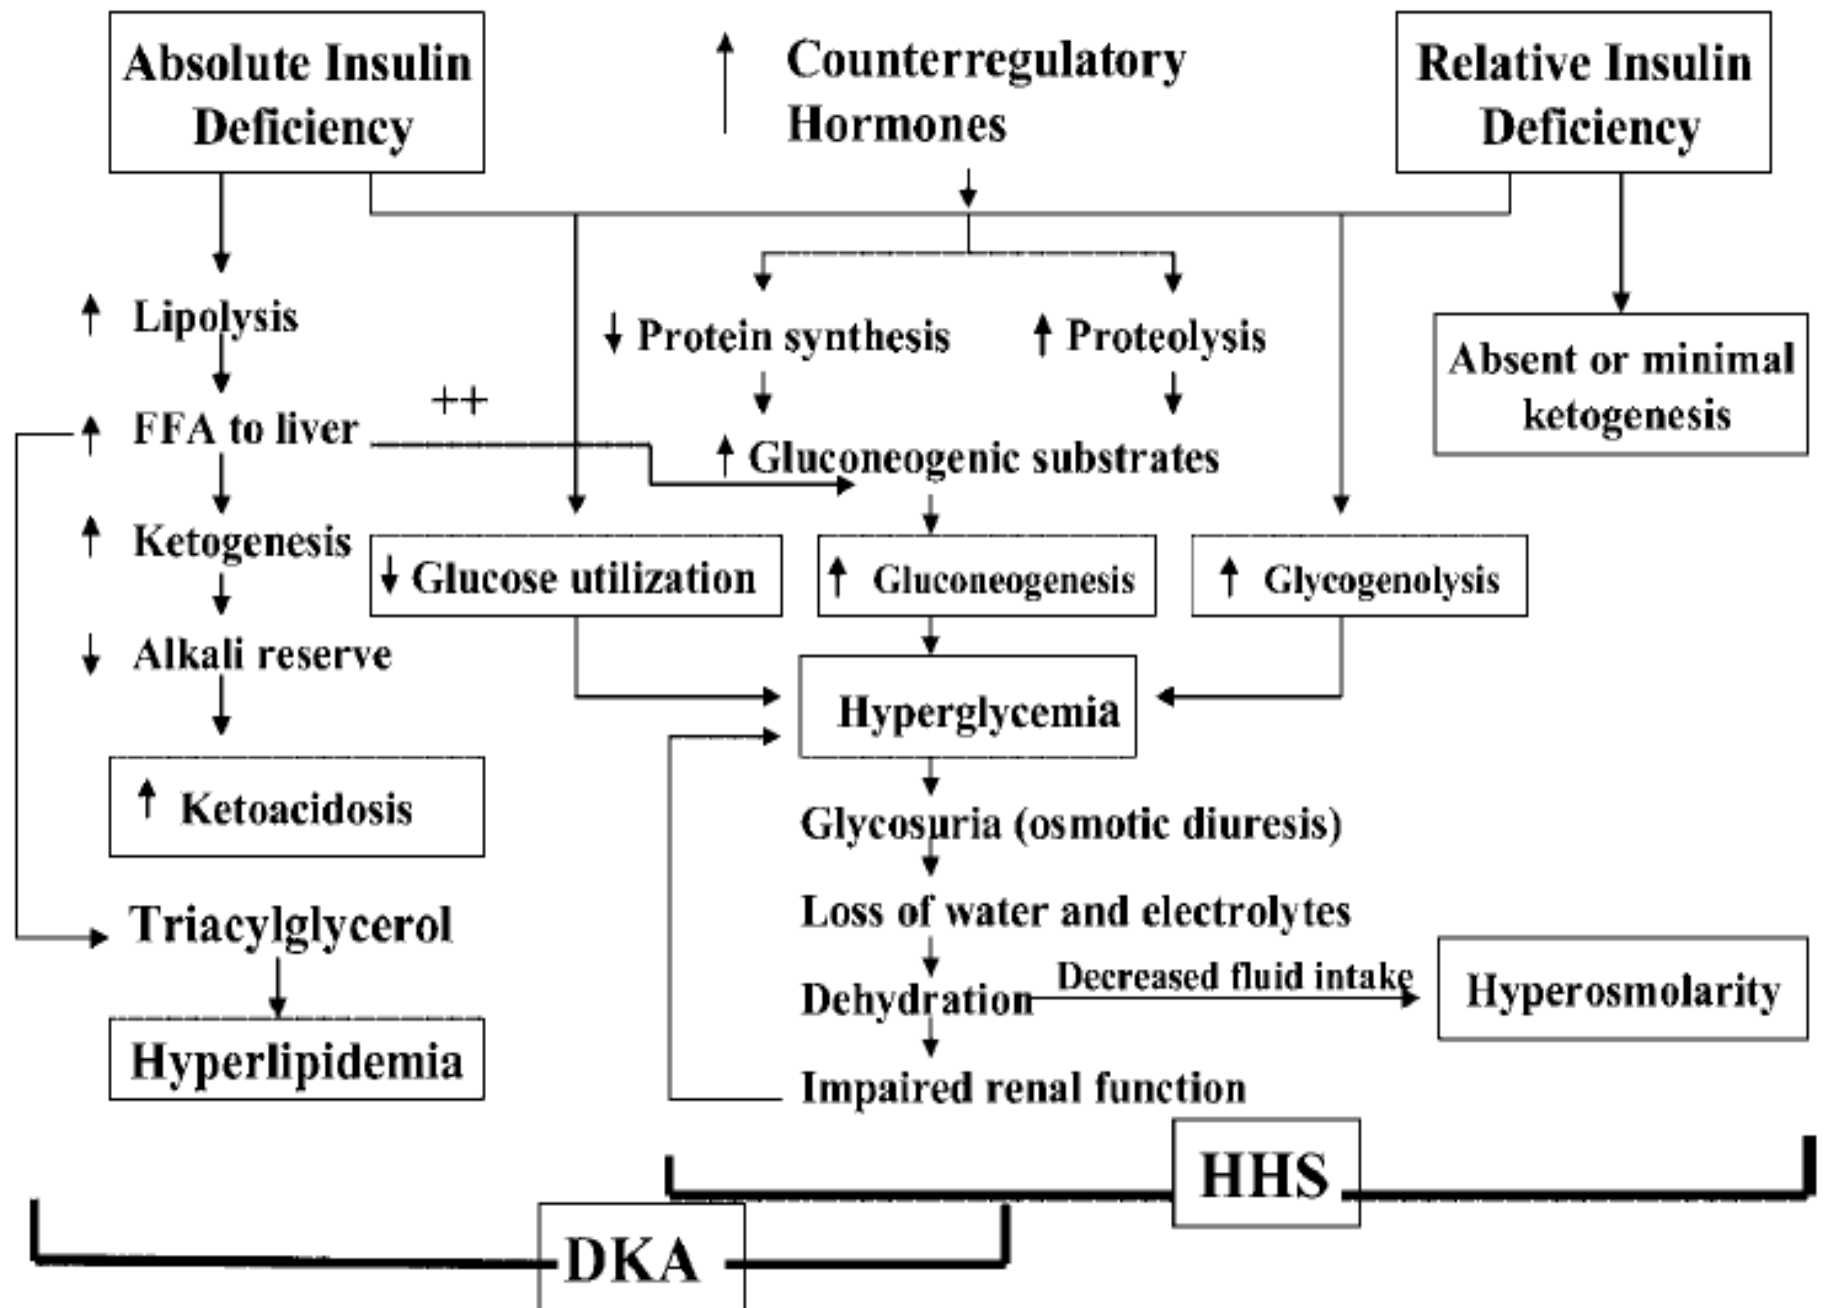 Absolute Insulin
Deficiency
↑ Counterregulatory
Hormones
Relative Insulin
Deficiency
↑ Lipolysis
↑ FFA to liver
++
↑ Ketogenesis
↓ Alkali reserve
↑ Ketoacidosis
Triacylglycerol
Hyperlipidemia
↓ Protein synthesis
↑ Proteolysis
↑ Gluconeogenic substrates
Absent or minimal
ketogenesis
↓ Glucose utilization
↑ Gluconeogenesis
↑ Glycogenolysis
Hyperglycemia
Glycosuria (osmotic diuresis)
Loss of water and electrolytes
Dehydration
Decreased fluid intake
Hyperosmolarity
Impaired renal function
HHS
DKA